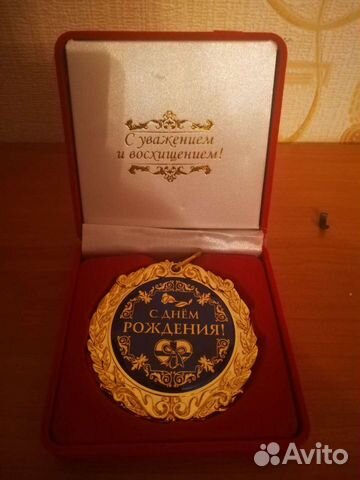 С уважением
и восхищением!
С ДНЁМ
РОЖДЕНИЯ!
Avito